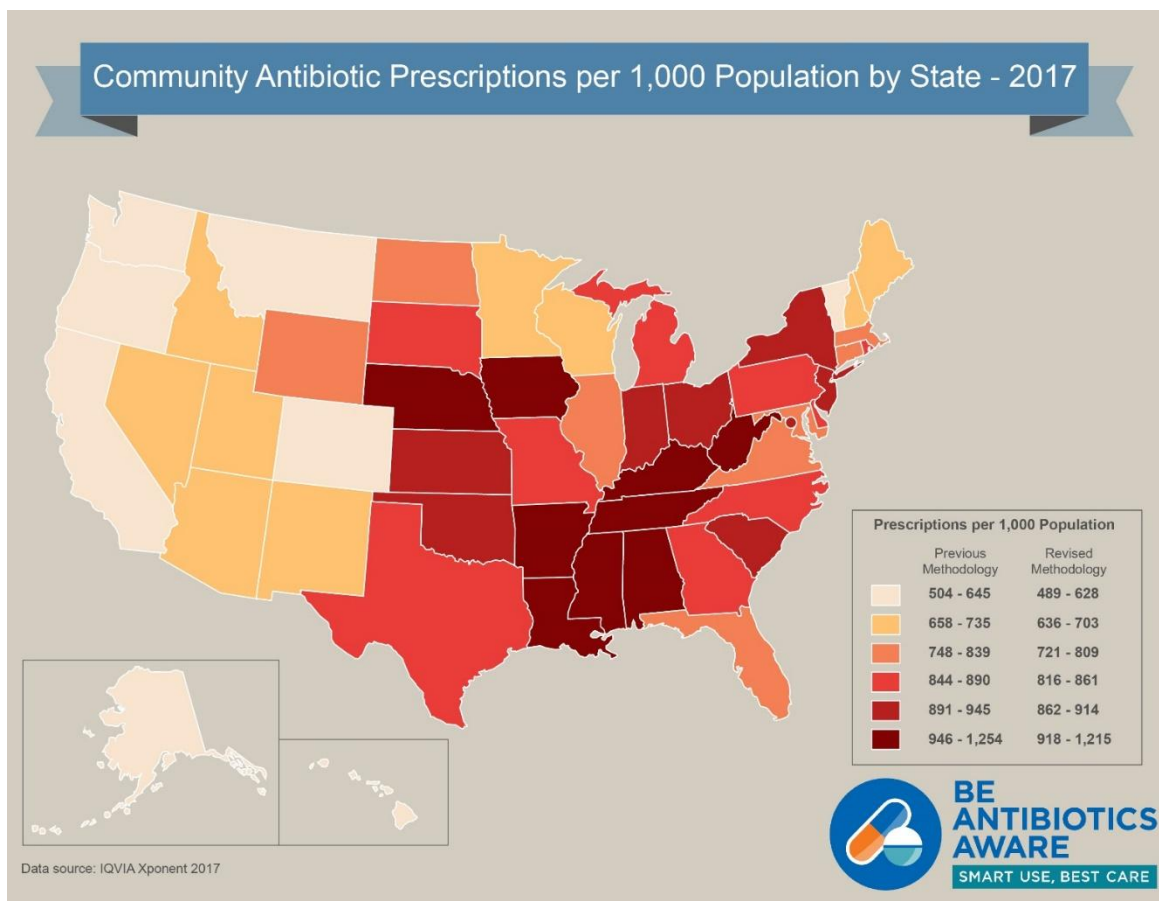 Community Antibiotic Prescriptions per 1,000 Population by State - 2017
Prescriptions per 1,000 Population
Previous Methodology
Revised Methodology
504 - 645 489 - 628
658 - 735 636 - 703
748 - 839 721 - 809
844 - 890 816 - 861
891 - 945 862 - 914
946 - 1,254 918 - 1,215
Data source: IQVIA Xponent 2017
BE
ANTIBIOTICS
AWARE
SMART USE, BEST CARE